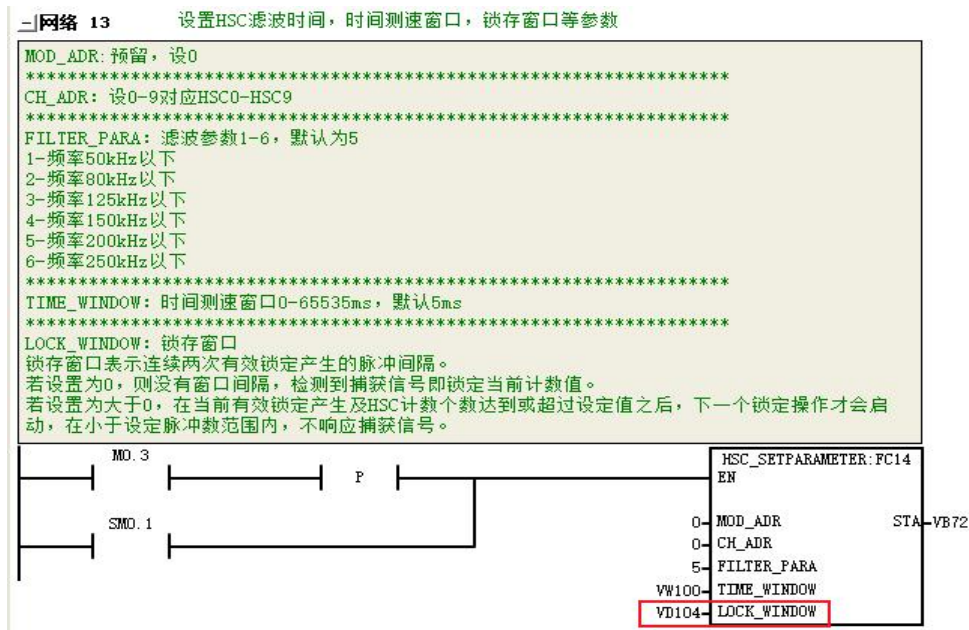 网络 13 设置HSC滤波时间，时间测速窗口，锁存窗口等参数
MOD_ADR: 预留，设0
*******************************************************************
CH_ADR: 设0-9对应HSC0-HSC9
*******************************************************************
FILTER_PARA: 滤波参数1-6，默认为5
1-频率50kHz以下
2-频率80kHz以下
3-频率125kHz以下
4-频率150kHz以下
5-频率200kHz以下
6-频率250kHz以下
*******************************************************************
TIME_WINDOW: 时间测速窗口0-65535ms，默认5ms
*******************************************************************
LOCK_WINDOW: 锁存窗口
锁存窗口表示连续两次有效锁定产生的脉冲间隔。
若设置为0，则没有窗口间隔，检测到捕获信号即锁定当前计数值。
若设置为大于0，在当前有效锁定产生及HSC计数个数达到或超过设定值之后，下一个锁定操作才会启
动，在小于设定脉冲数范围内，不响应捕获信号。
M0.3
P
HSC_SETPARAMETER:FC14
EN
SM0.1
0 MOD_ADR STA VB72
0 CH_ADR
5 FILTER_PARA
VW100 TIME_WINDOW
VD104 LOCK_WINDOW